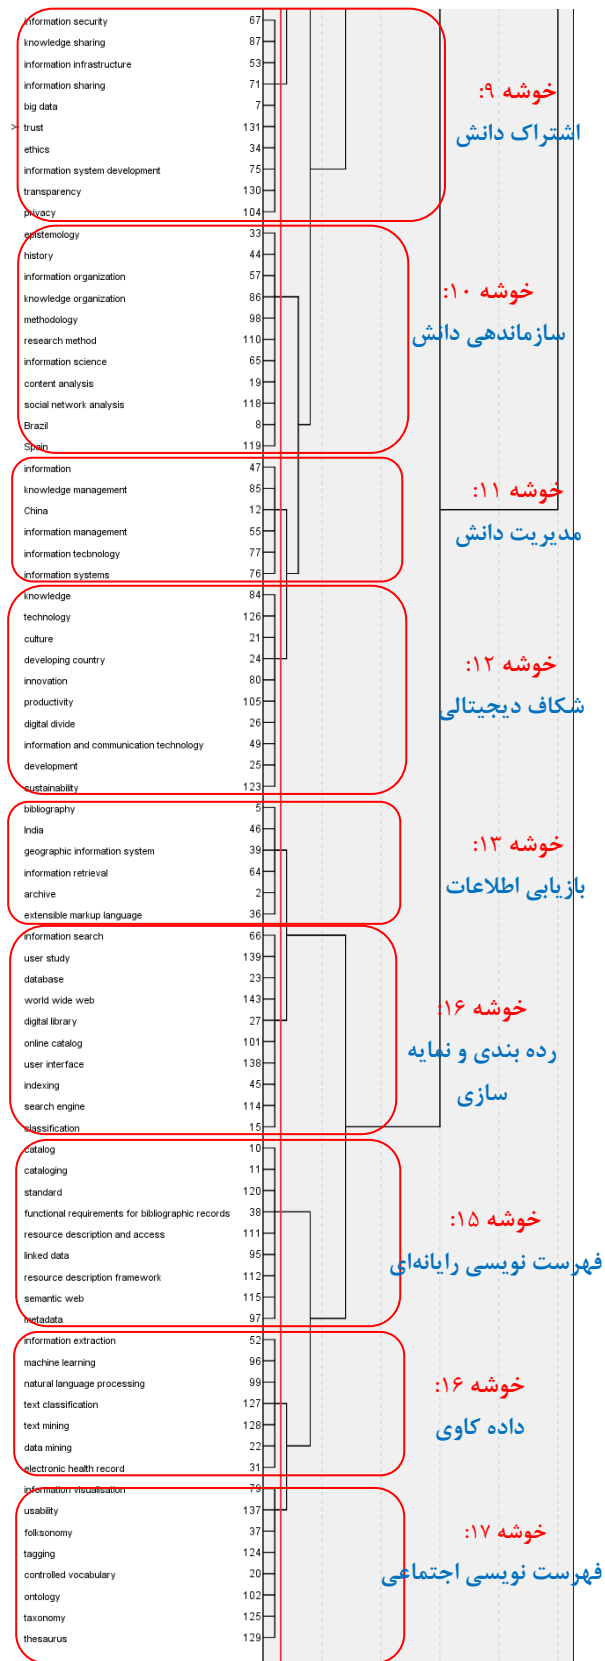 information security 67
knowledge sharing 87
information infrastructure 53
information sharing 71
big data 7
trust 131
ethics 34
information system development 75
transparency 130
privacy 104
خوشه ۹:
اشتراک دانش
epistemology 33
history 44
information organization 57
knowledge organization 86
methodology 98
research method 110
information science 65
content analysis 19
social network analysis 118
Brazil 8
Spain 119
خوشه ۱۰:
سازماندهی دانش
information 47
knowledge management 85
China 12
information management 55
information technology 77
information systems 76
خوشه ۱۱:
مدیریت دانش
knowledge 84
technology 126
culture 21
developing country 24
innovation 80
productivity 105
digital divide 26
information and communication technology 49
development 25
sustainability 123
خوشه ۱۲:
شکاف دیجیتالی
bibliography 5
India 46
geographic information system 39
information retrieval 64
archive 2
extensible markup language 36
خوشه ۱۳:
بازیابی اطلاعات
information search 66
user study 139
database 23
world wide web 143
digital library 27
online catalog 101
user interface 138
indexing 45
search engine 114
classification 15
خوشه ۱۶:
رده بندی و نمایه
سازی
catalog 10
cataloging 11
standard 120
functional requirements for bibliographic records 38
resource description and access 111
linked data 95
resource description framework 112
semantic web 115
metadata 97
خوشه ۱۵:
فهرست نویسی رایانه‌ای
information extraction 52
machine learning 96
natural language processing 99
text classification 127
text mining 128
data mining 22
electronic health record 31
خوشه ۱۶:
داده کاوی
information visualisation 79
usability 137
folksonomy 37
tagging 124
controlled vocabulary 20
ontology 102
taxonomy 125
thesaurus 129
خوشه ۱۷:
فهرست نویسی اجتماعی